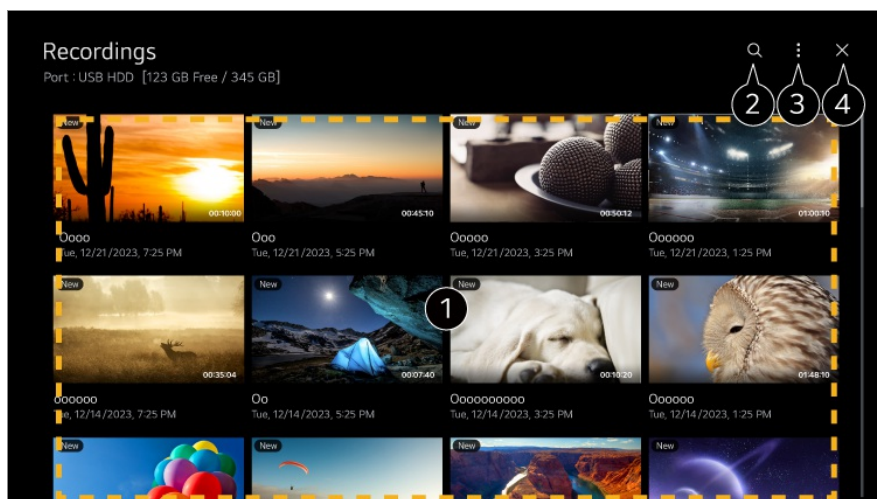 Recordings
Port : USB HDD [123 GB Free / 345 GB]
2 3 4
New New New New
00:10:00 00:45:10 00:50:12 01:00:10
Oooo Ooo Ooooo Oooooo
Tue, 12/21/2023, 7:25 PM Tue, 12/21/2023, 5:25 PM Tue, 12/21/2023, 3:25 PM Tue, 12/21/2023, 1:25 PM
New New New New
1
00:35:04 00:07:40 00:10:20 01:48:10
oooooo Oo Oooooooooo Oooooo
Tue, 12/14/2023, 7:25 PM Tue, 12/14/2023, 5:25 PM Tue, 12/14/2023, 3:25 PM Tue, 12/14/2023, 1:25 PM
New New New New